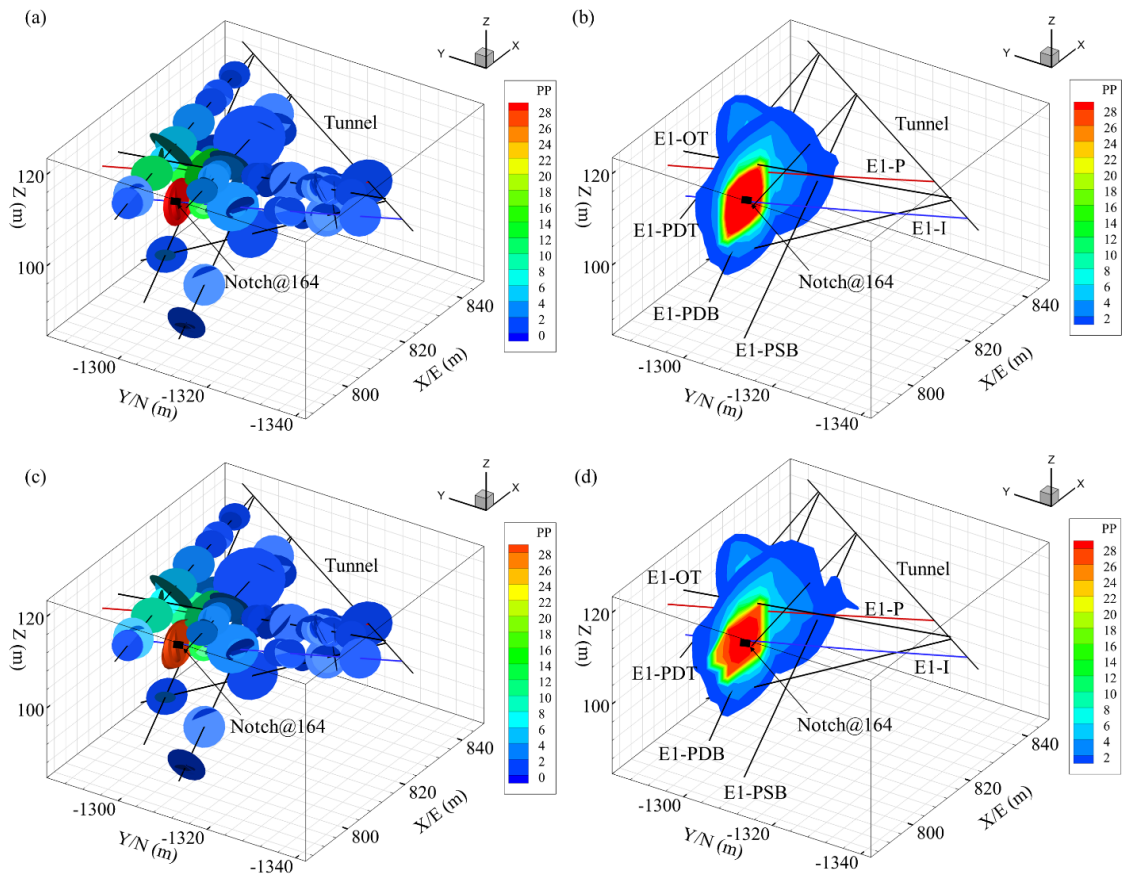 (a)
Z
Y
X
PP
28
26
24
22
20
18
16
14
12
10
8
6
4
2
0
Tunnel
120
Z (m)
100
Notch@164
840
820
800
X/E (m)
-1300
-1320
-1340
Y/N (m)
(b)
Z
Y
X
PP
28
26
24
22
20
18
16
14
12
10
8
6
4
2
Tunnel
E1-OT
E1-P
120
Z (m)
E1-PDT
E1-I
100
Notch@164
E1-PDB
E1-PSB
840
820
800
X/E (m)
-1300
-1320
-1340
Y/N (m)
(c)
Z
Y
X
PP
28
26
24
22
20
18
16
14
12
10
8
6
4
2
0
Tunnel
120
Z (m)
100
Notch@164
840
820
800
X/E (m)
-1300
-1320
-1340
Y/N (m)
(d)
Z
Y
X
PP
28
26
24
22
20
18
16
14
12
10
8
6
4
2
Tunnel
E1-OT
E1-P
120
Z (m)
E1-PDT
E1-I
100
Notch@164
E1-PDB
E1-PSB
840
820
800
X/E (m)
-1300
-1320
-1340
Y/N (m)